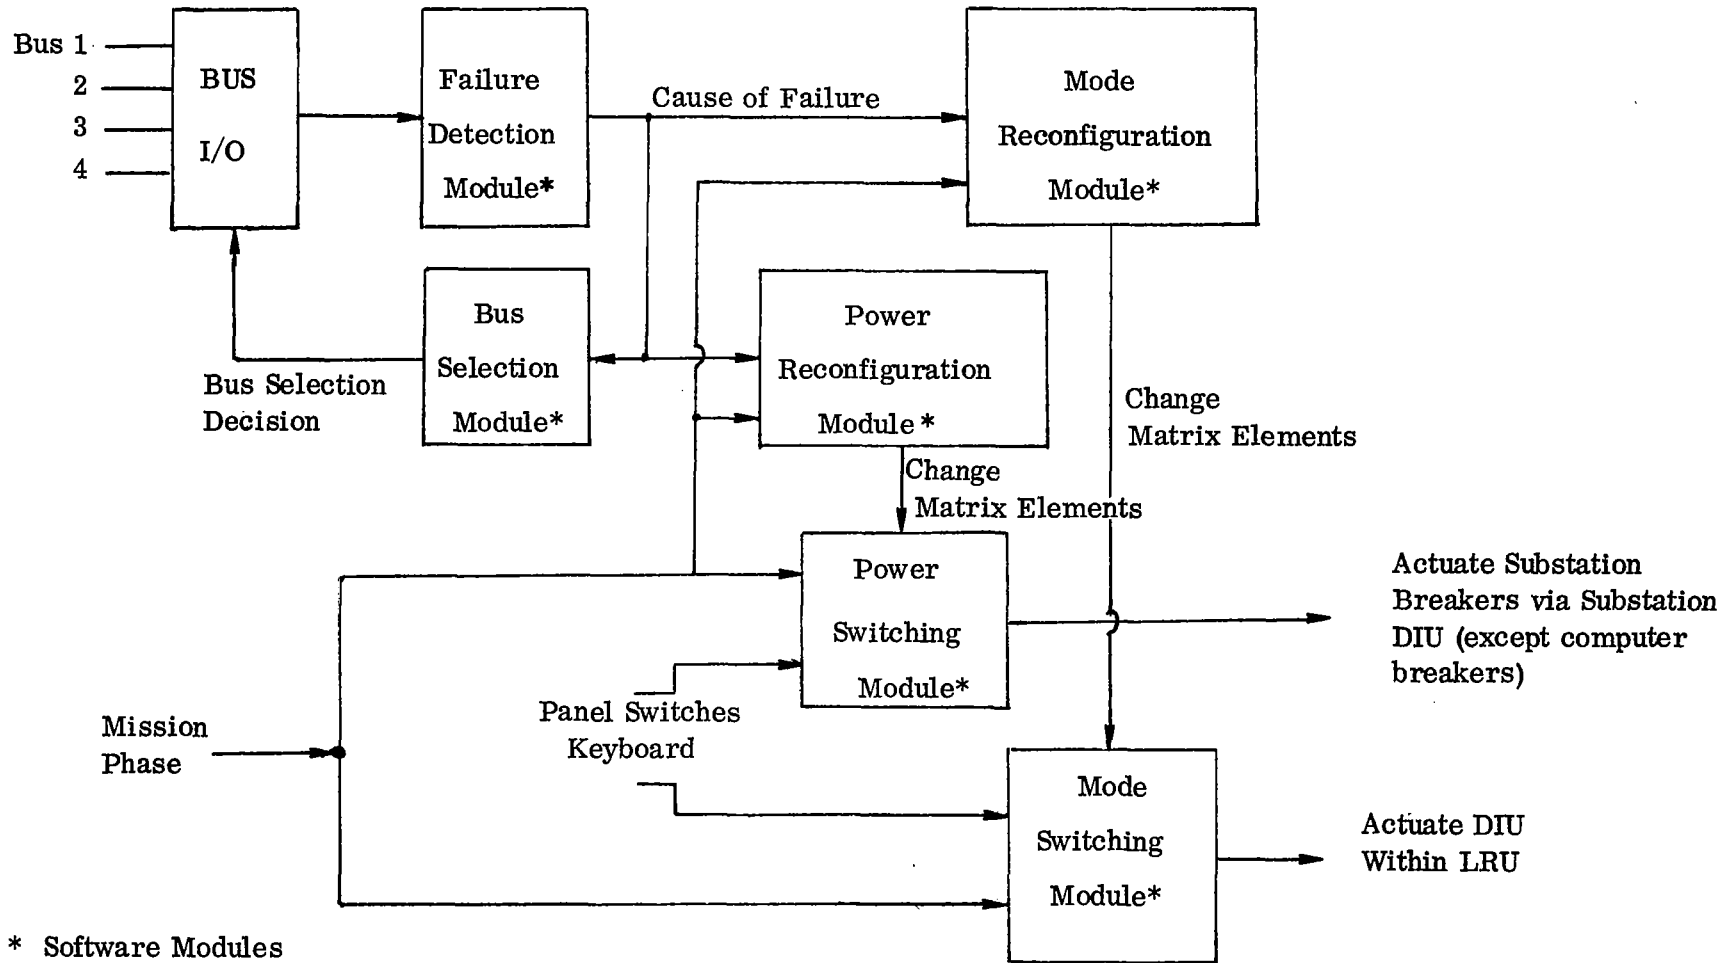 Bus 1
2
3
4
BUS
I/O
Failure
Detection
Module*
Cause of Failure
Mode
Reconfiguration
Module*
Bus
Selection
Module*
Bus Selection
Decision
Power
Reconfiguration
Module*
Change
Matrix Elements
Change
Matrix Elements
Power
Switching
Module*
Actuate Substation
Breakers via Substation
DIU (except computer
breakers)
Panel Switches
Keyboard
Mission
Phase
Mode
Switching
Module*
Actuate DIU
Within LRU
* Software Modules